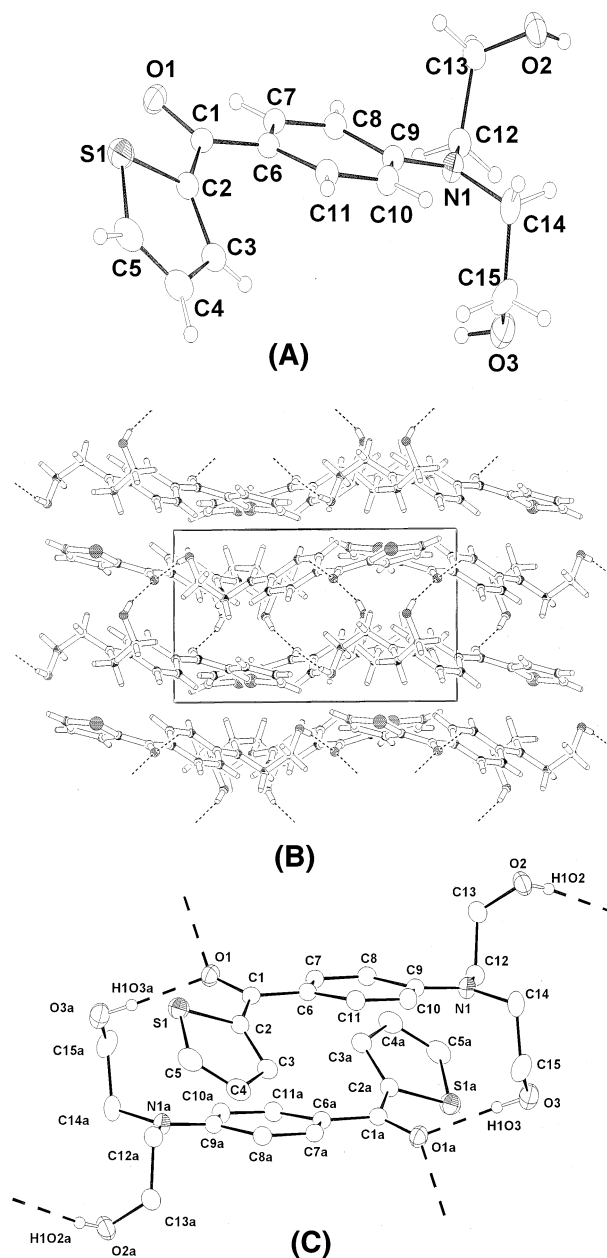 O1
C13
O2
C7
C1
C8
C9
S1
C12
C6
C2
N1
C11
C10
C14
C3
C5
C15
C4
O3
(A)
(B)
O2
H1O2
C13
O1
C7
C8
C12
H1O3a
C1
C9
O3a
C6
C11
C10
N1
C14
S1
C2
C15a
C3
C3a
C4a
C5a
C5
C4
C15
C10a
C11a
C2a
S1a
O3
C14a
N1a
C6a
H1O3
C9a
C1a
O1a
C12a
C8a
C7a
C13a
H1O2a
O2a
(C)